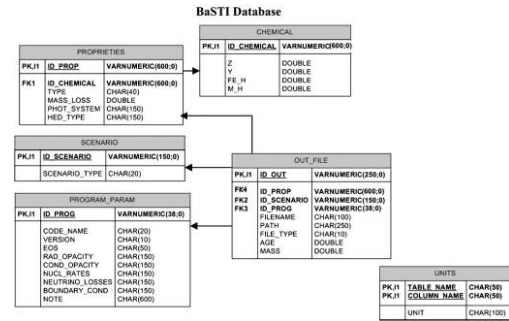 BaSTI Database
PROPRIETIES
PK,I1 ID_PROP VARNUMERIC(600;0)
FK1 ID_CHEMICAL VARNUMERIC(600;0)
TYPE CHAR(40)
MASS_LOSS DOUBLE
PHOT_SYSTEM CHAR(150)
HED_TYPE CHAR(150)
CHEMICAL
PK,I1 ID_CHEMICAL VARNUMERIC(600;0)
Z DOUBLE
Y DOUBLE
FE_H DOUBLE
M_H DOUBLE
SCENARIO
PK,I1 ID_SCENARIO VARNUMERIC(150;0)
SCENARIO_TYPE CHAR(20)
OUT_FILE
PK,I1 ID_OUT VARNUMERIC(250;0)
FK4 ID_PROP VARNUMERIC(600;0)
FK2 ID_SCENARIO VARNUMERIC(150;0)
FK3 ID_PROG VARNUMERIC(38;0)
FILENAME CHAR(100)
PATH CHAR(250)
FILE_TYPE CHAR(10)
AGE DOUBLE
MASS DOUBLE
PROGRAM_PARAM
PK,I1 ID_PROG VARNUMERIC(38;0)
CODE_NAME CHAR(20)
VERSION CHAR(10)
EOS CHAR(50)
RAD_OPACITY CHAR(150)
COND_OPACITY CHAR(150)
NUCL_RATES CHAR(150)
NEUTRINO_LOSSES CHAR(150)
BOUNDARY_COND CHAR(150)
NOTE CHAR(600)
UNITS
PK,I1 TABLE_NAME CHAR(50)
PK,I1 COLUMN_NAME CHAR(50)
UNIT CHAR(100)